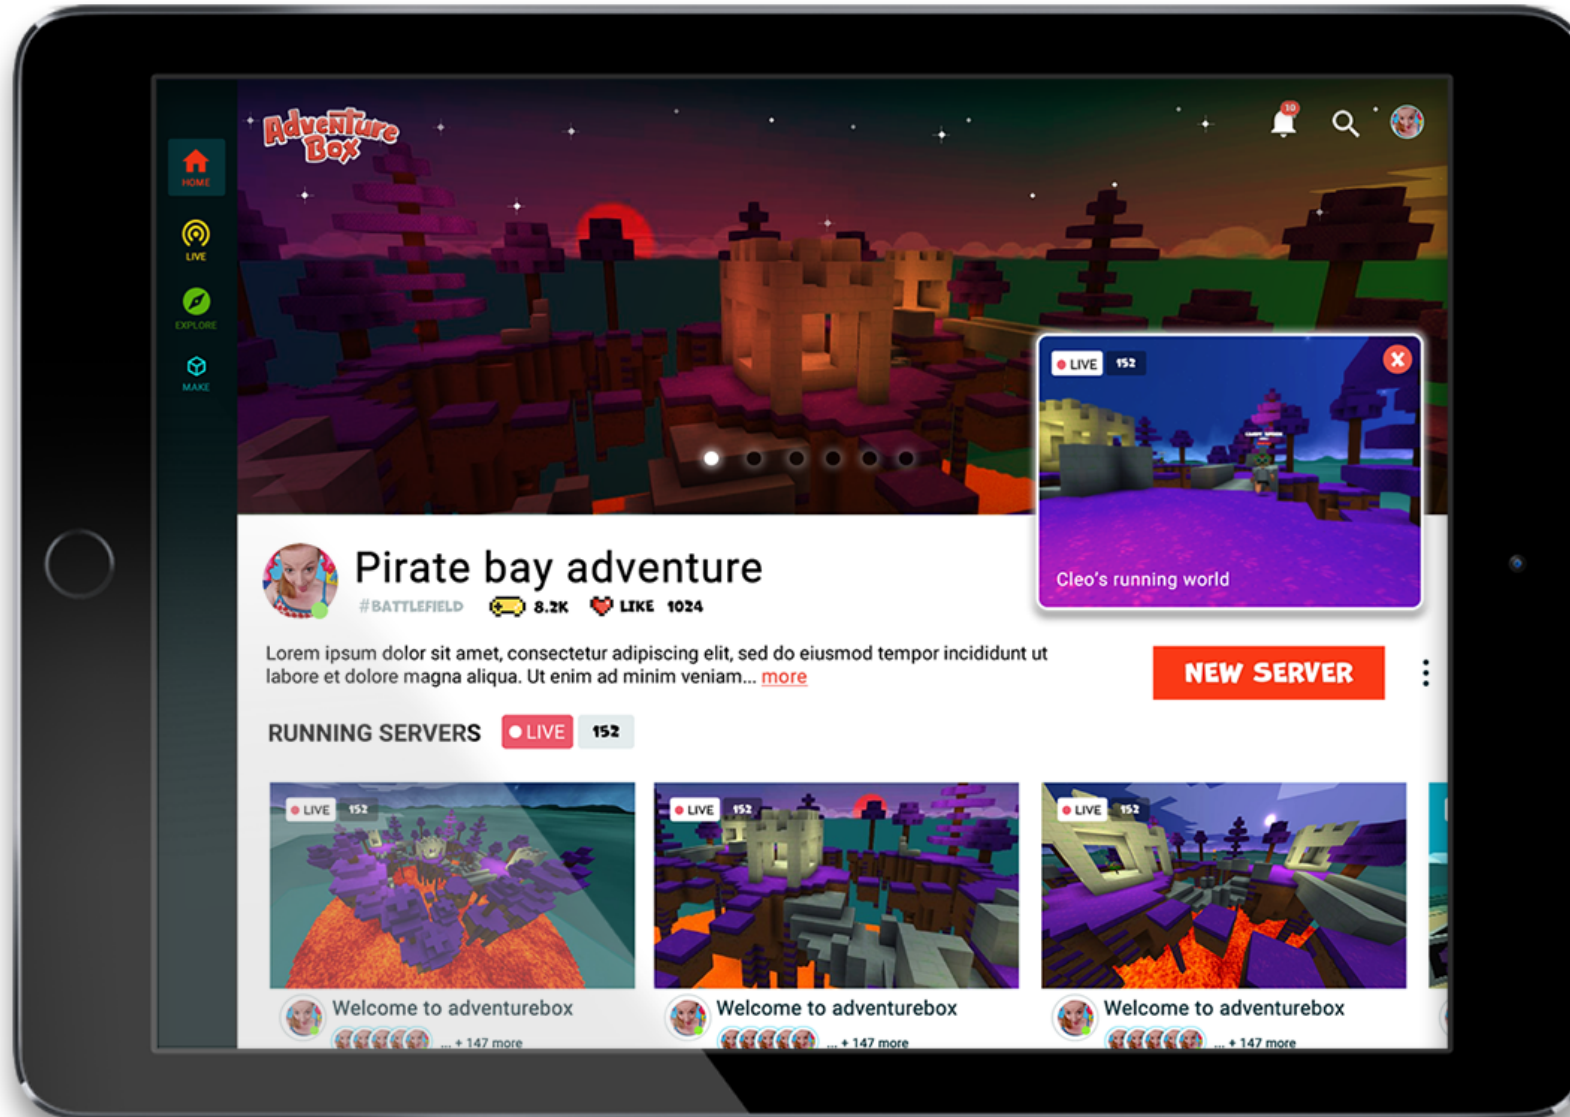 Adventure
Box
10
HOME
LIVE
EXPLORE
MAKE
LIVE 152
Cleo's running world
Pirate bay adventure
#BATTLEFIELD 8.2K LIKE 1024
Lorem ipsum dolor sit amet, consectetur adipiscing elit, sed do eiusmod tempor incididunt ut
labore et dolore magna aliqua. Ut enim ad minim veniam... more
NEW SERVER
RUNNING SERVERS LIVE 152
LIVE 152
LIVE 152
LIVE 152
Welcome to adventurebox
... + 147 more
Welcome to adventurebox
... + 147 more
Welcome to adventurebox
... + 147 more